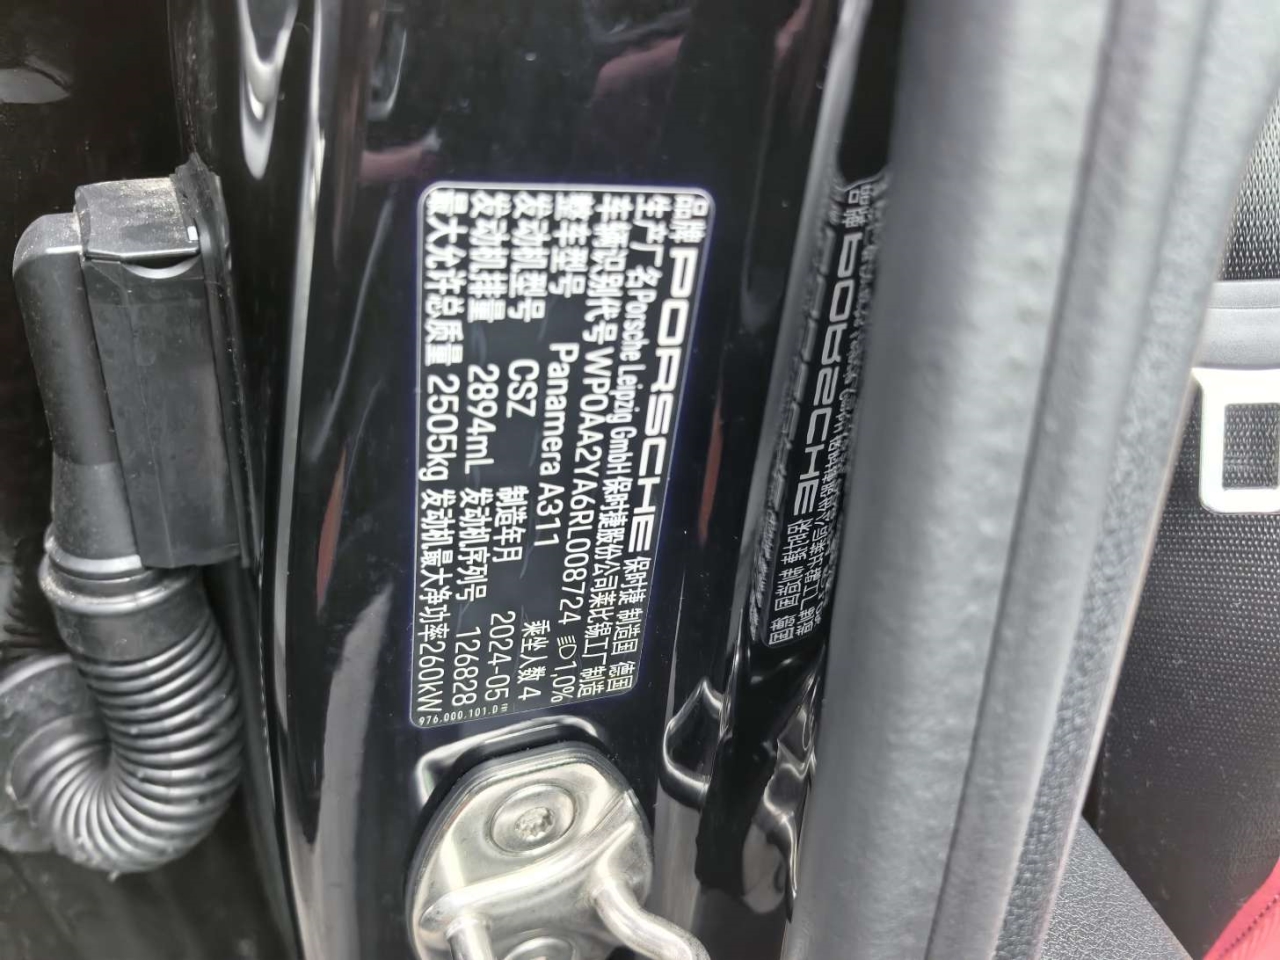 品牌 PORSCHE 保时捷 制造国 德国
生产厂名 Porsche Leipzig GmbH 保时捷股份公司莱比锡工厂制造
车辆识别代号 WP0AA2YA6RL008724 三D1,0%
整车型号 Panamera A311 乘坐人数 4
发动机型号 CSZ 制造年月 2024-05
发动机排量 2894mL 发动机序列号 126828
最大允许总质量 2505kg 发动机最大净功率260KW
976.000.101.D